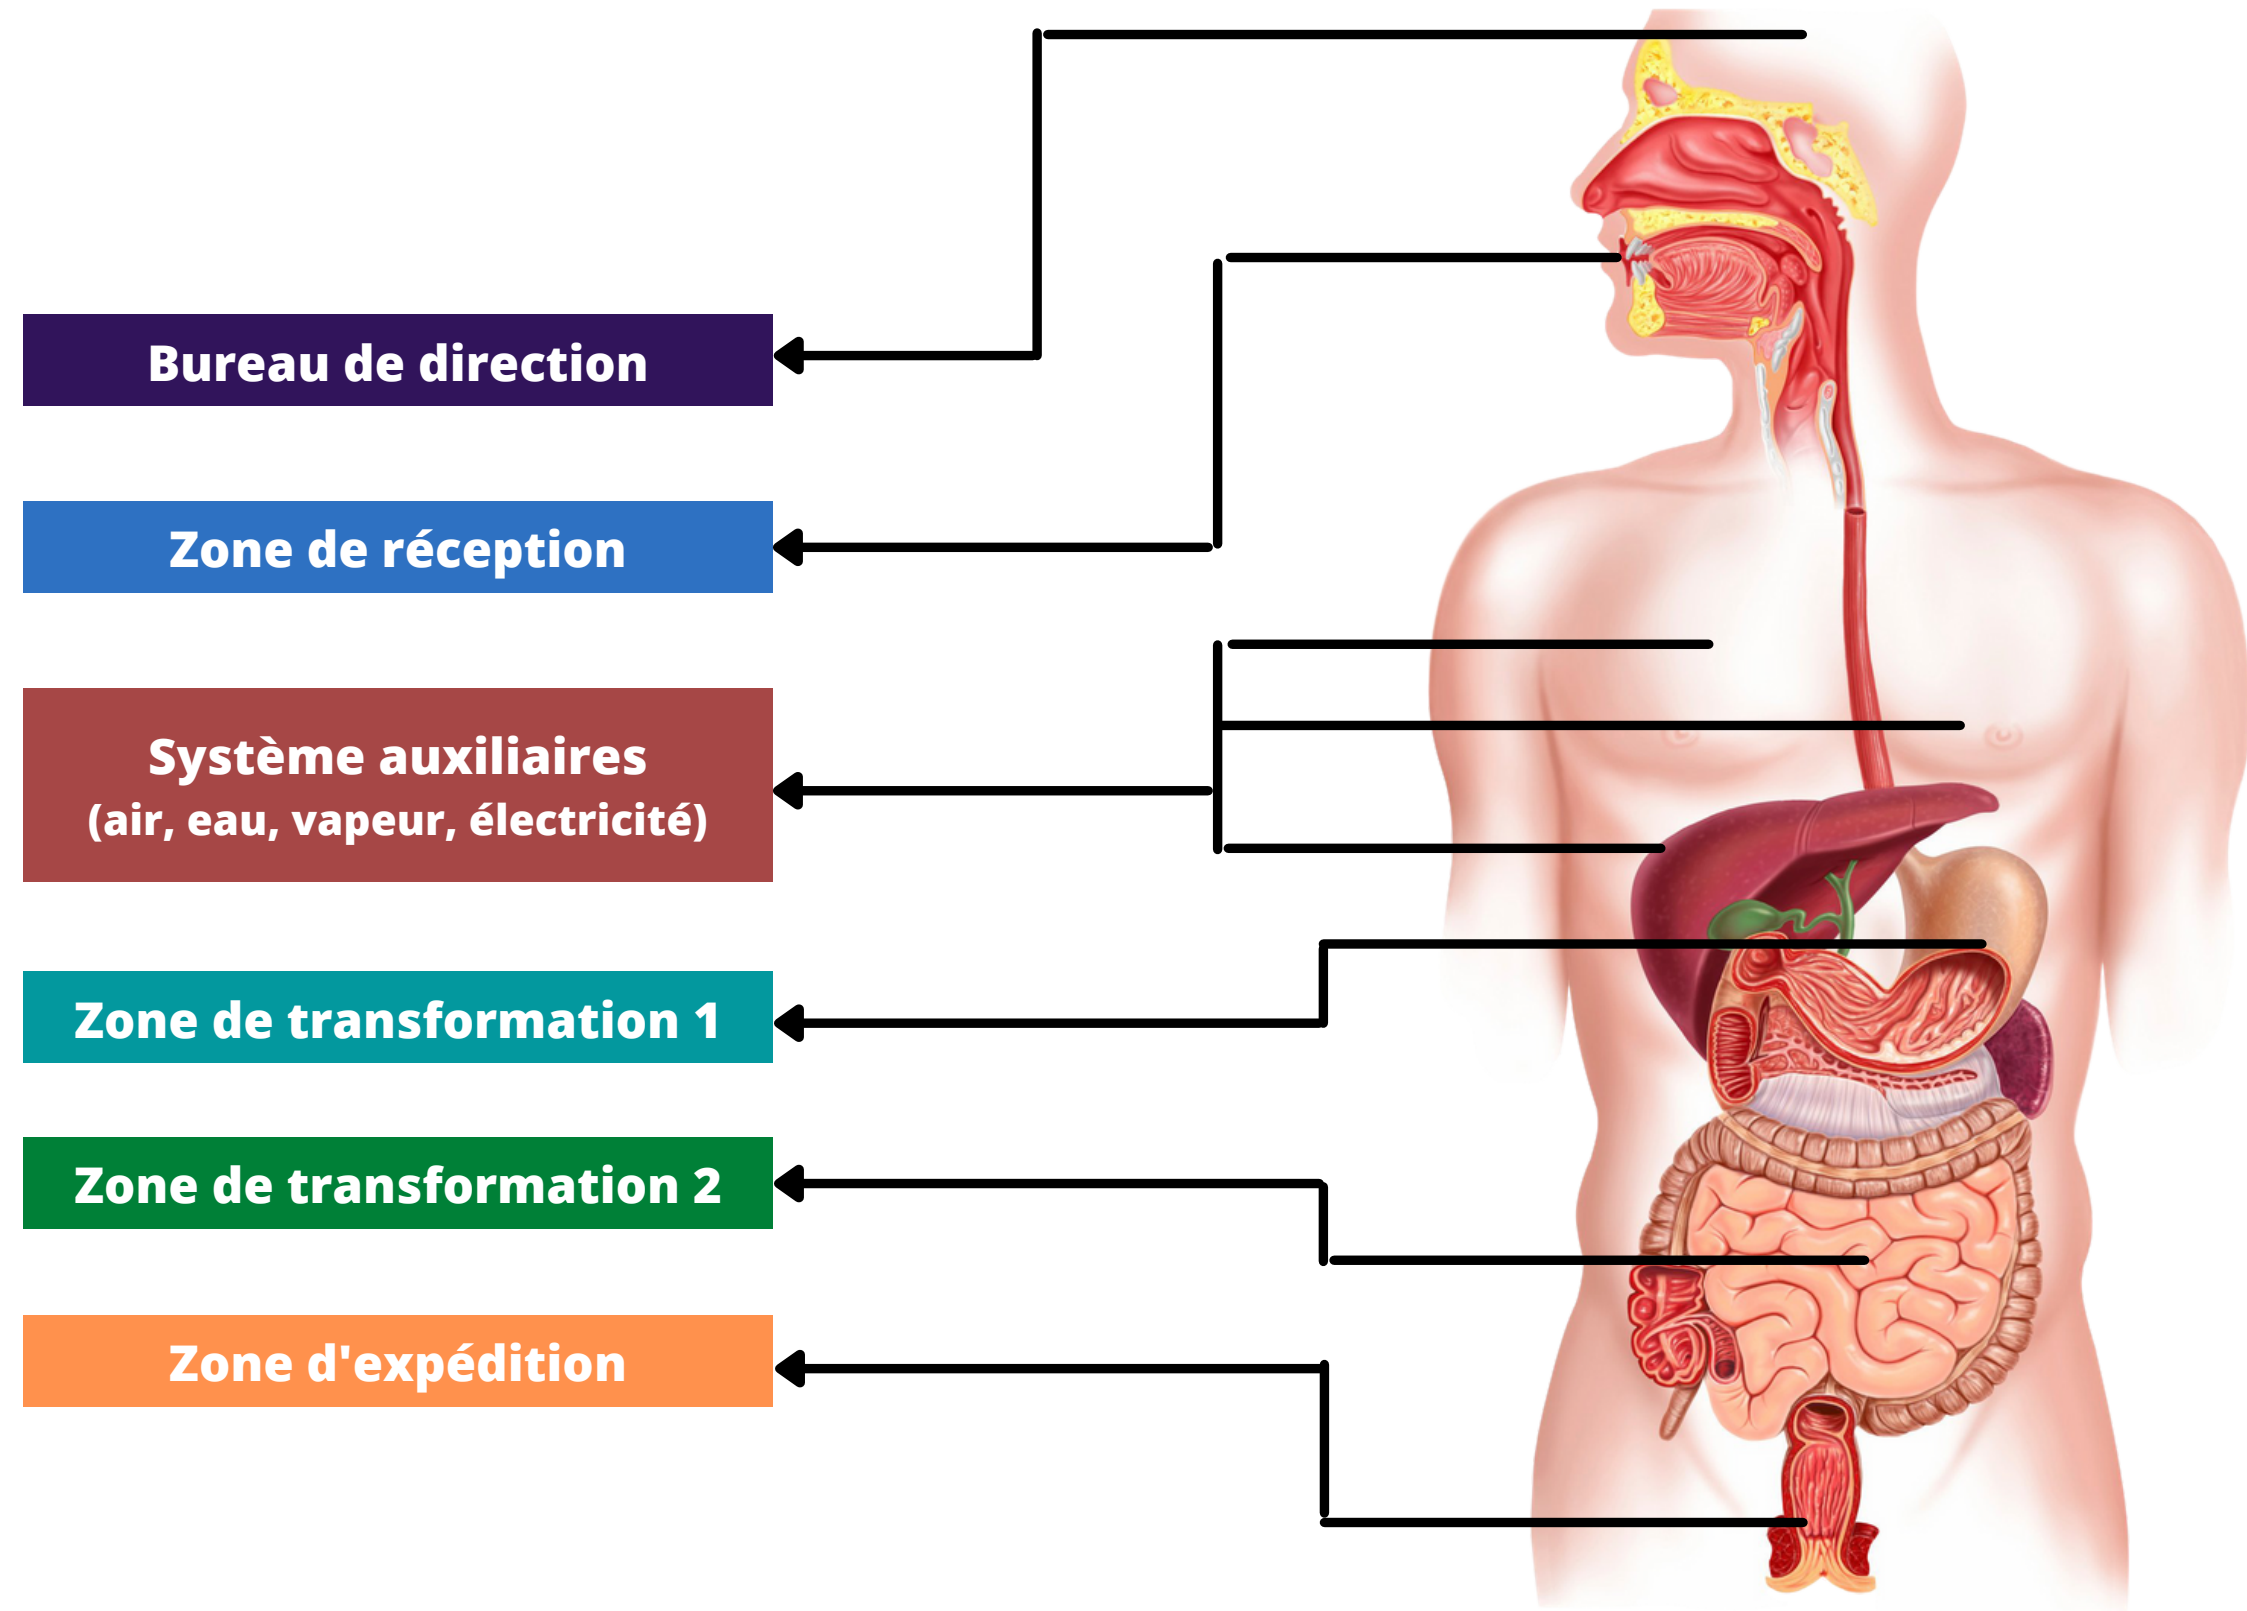 Bureau de direction
Zone de réception
Système auxiliaires
(air, eau, vapeur, électricité)
Zone de transformation 1
Zone de transformation 2
Zone d'expédition